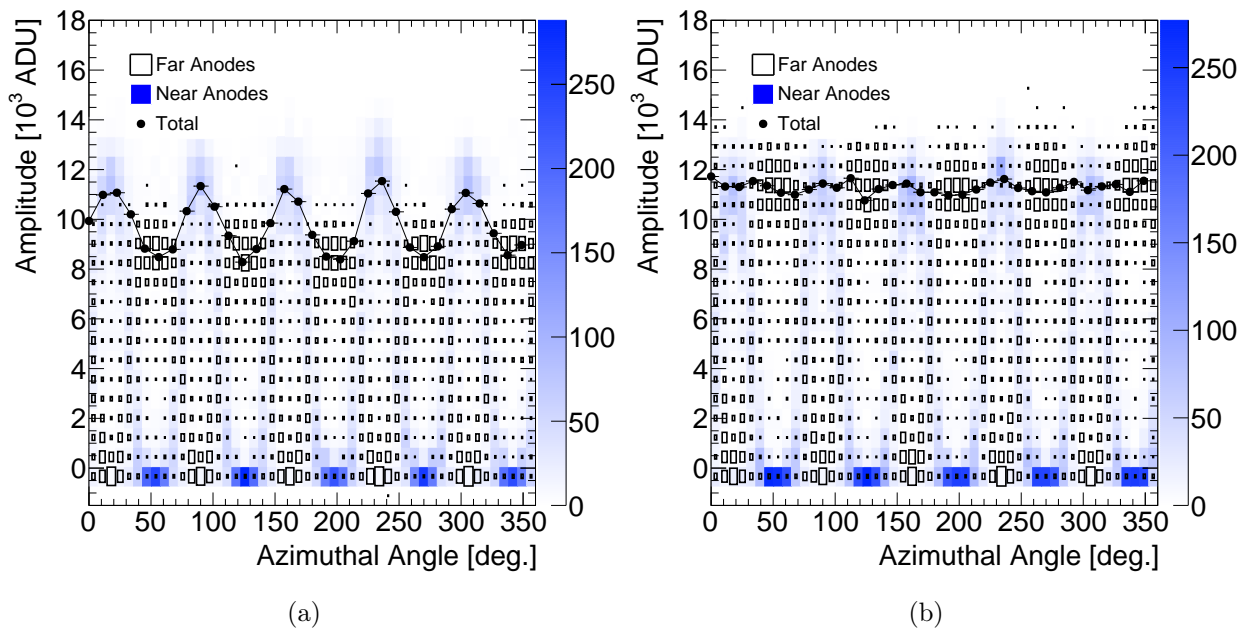 Amplitude [10³ ADU]
18
16
14
12
10
8
6
4
2
0
Far Anodes
Near Anodes
Total
0 50 100 150 200 250 300 350
Azimuthal Angle [deg.]
250
200
150
100
50
0
(a)
Amplitude [10³ ADU]
18
16
14
12
10
8
6
4
2
0
Far Anodes
Near Anodes
Total
0 50 100 150 200 250 300 350
Azimuthal Angle [deg.]
250
200
150
100
50
0
(b)